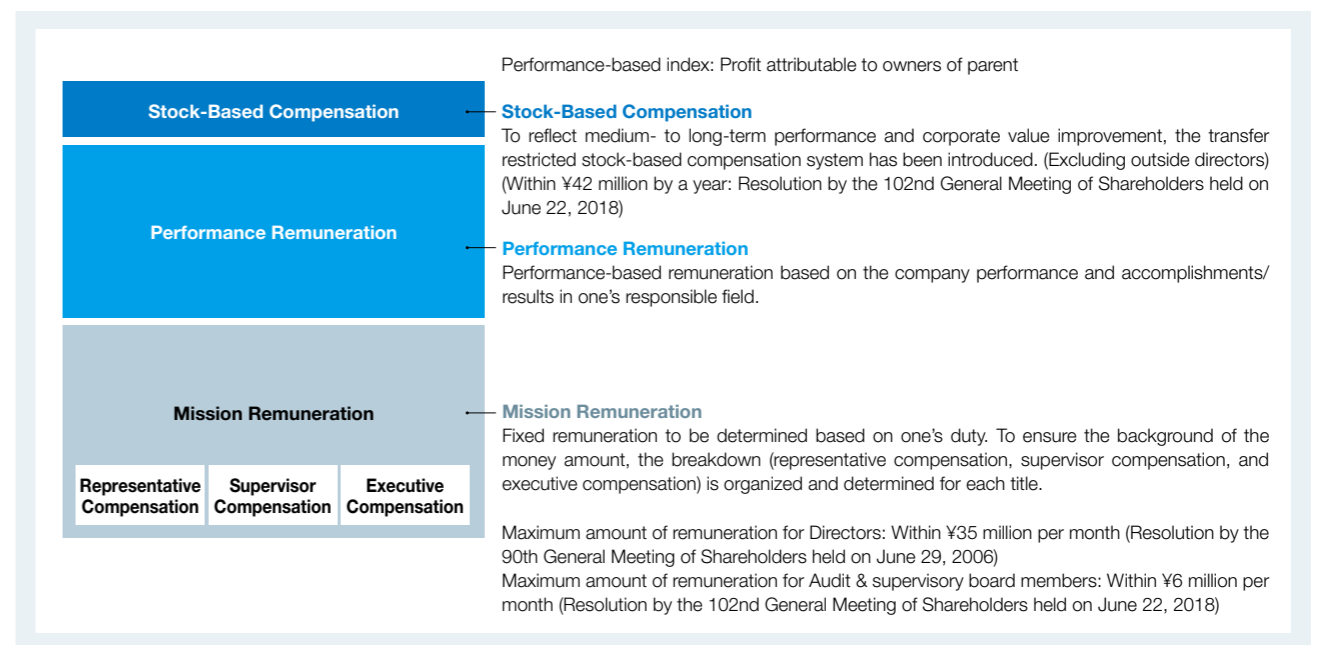 Performance-based index: Profit attributable to owners of parent
Stock-Based Compensation
Stock-Based Compensation
To reflect medium- to long-term performance and corporate value improvement, the transfer
restricted stock-based compensation system has been introduced. (Excluding outside directors)
(Within ¥42 million by a year: Resolution by the 102nd General Meeting of Shareholders held on
June 22, 2018)
Performance Remuneration
Performance Remuneration
Performance-based remuneration based on the company performance and accomplishments/
results in one's responsible field.
Mission Remuneration
Representative
Compensation
Supervisor
Compensation
Executive
Compensation
Mission Remuneration
Fixed remuneration to be determined based on one's duty. To ensure the background of the
money amount, the breakdown (representative compensation, supervisor compensation, and
executive compensation) is organized and determined for each title.
Maximum amount of remuneration for Directors: Within ¥35 million per month (Resolution by the
90th General Meeting of Shareholders held on June 29, 2006)
Maximum amount of remuneration for Audit & supervisory board members: Within ¥6 million per
month (Resolution by the 102nd General Meeting of Shareholders held on June 22, 2018)